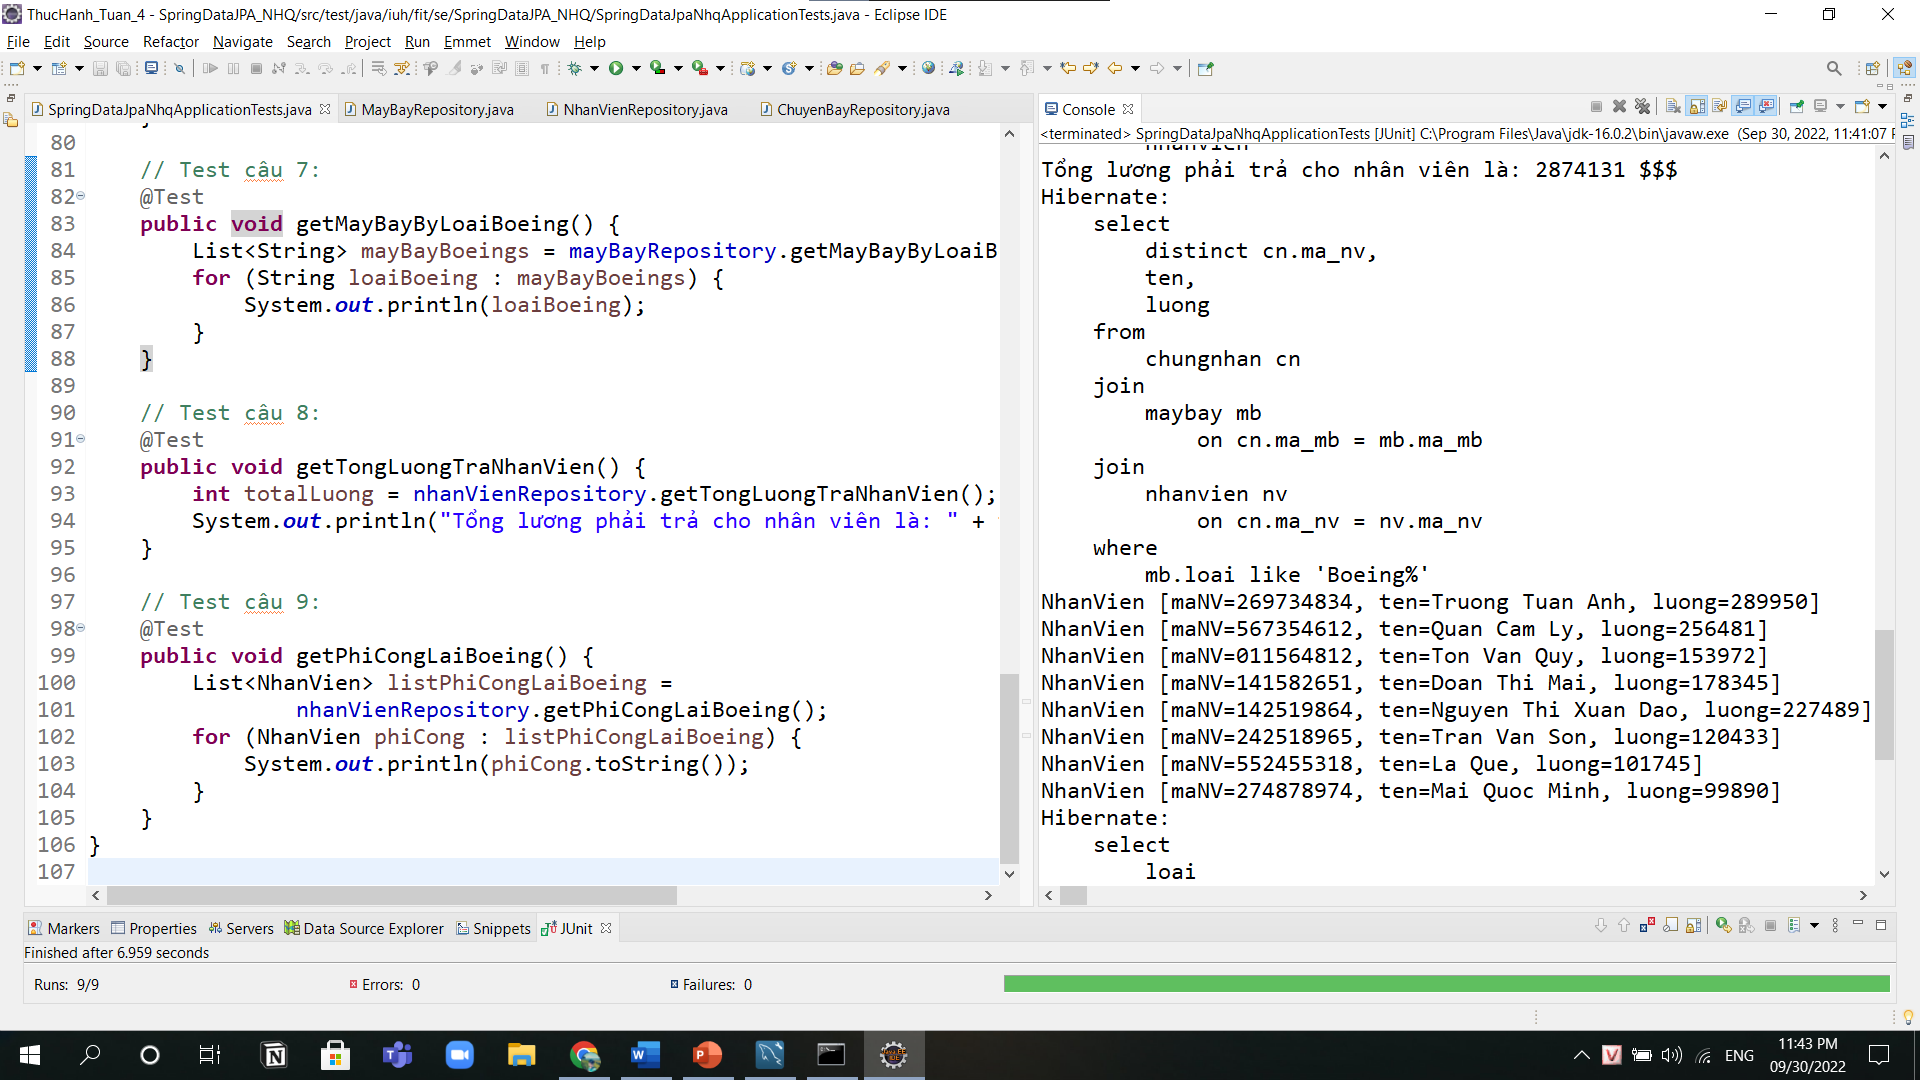 ThucHanh_Tuan_4 - SpringDataJPA_NHQ/src/test/java/iuh/fit/se/SpringDataJPA_NHQ/SpringDataJpaNhqApplicationTests.java - Eclipse IDE
File Edit Source Refactor Navigate Search Project Run Emmet Window Help
SpringDataJpaNhqApplicationTests.java MayBayRepository.java NhanVienRepository.java ChuyenBayRepository.java
80
81 // Test câu 7:
82 @Test
83 public void getMayBayByLoaiBoeing() {
84 List<String> mayBayBoeings = mayBayRepository.getMayBayByLoaiB
85 for (String loaiBoeing : mayBayBoeings) {
86 System.out.println(loaiBoeing);
87 }
88 }
89
90 // Test câu 8:
91 @Test
92 public void getTongLuongTraNhanVien() {
93 int totalLuong = nhanVienRepository.getTongLuongTraNhanVien();
94 System.out.println("Tổng lương phải trả cho nhân viên là: " +
95 }
96
97 // Test câu 9:
98 @Test
99 public void getPhiCongLaiBoeing() {
100 List<NhanVien> listPhiCongLaiBoeing =
101 nhanVienRepository.getPhiCongLaiBoeing();
102 for (NhanVien phiCong : listPhiCongLaiBoeing) {
103 System.out.println(phiCong.toString());
104 }
105 }
106 }
107
Console
<terminated> SpringDataJpaNhqApplicationTests [JUnit] C:\Program Files\Java\jdk-16.0.2\bin\javaw.exe (Sep 30, 2022, 11:41:07 P
nhanvien
Tổng lương phải trả cho nhân viên là: 2874131 $$$
Hibernate:
select
distinct cn.ma_nv,
ten,
luong
from
chungnhan cn
join
maybay mb
on cn.ma_mb = mb.ma_mb
join
nhanvien nv
on cn.ma_nv = nv.ma_nv
where
mb.loai like 'Boeing%'
NhanVien [maNV=269734834, ten=Truong Tuan Anh, luong=289950]
NhanVien [maNV=567354612, ten=Quan Cam Ly, luong=256481]
NhanVien [maNV=011564812, ten=Ton Van Quy, luong=153972]
NhanVien [maNV=141582651, ten=Doan Thi Mai, luong=178345]
NhanVien [maNV=142519864, ten=Nguyen Thi Xuan Dao, luong=227489]
NhanVien [maNV=242518965, ten=Tran Van Son, luong=120433]
NhanVien [maNV=552455318, ten=La Que, luong=101745]
NhanVien [maNV=274878974, ten=Mai Quoc Minh, luong=99890]
Hibernate:
select
loai
Markers Properties Servers Data Source Explorer Snippets JUnit
Finished after 6.959 seconds
Runs: 9/9 Errors: 0 Failures: 0
ENG
11:43 PM
09/30/2022